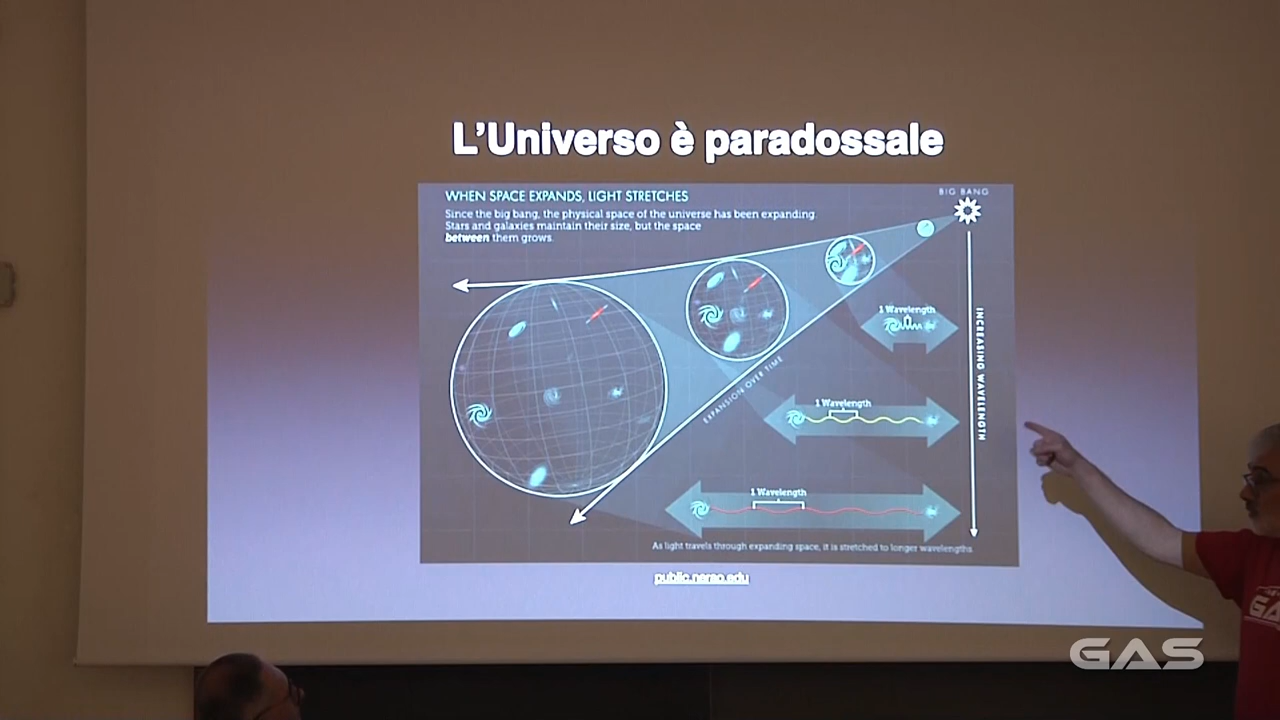 L'Universo è paradossale
WHEN SPACE EXPANDS, LIGHT STRETCHES
BIG BANG
Since the big bang, the physical space of the universe has been expanding.
Stars and galaxies maintain their size, but the space
between them grows.
1 Wavelength
INCREASING WAVELENGTH
EXPANSION OVER TIME
1 Wavelength
1 Wavelength
As light travels through expanding space, it is stretched to longer wavelengths.
public.nrao.edu
GAS